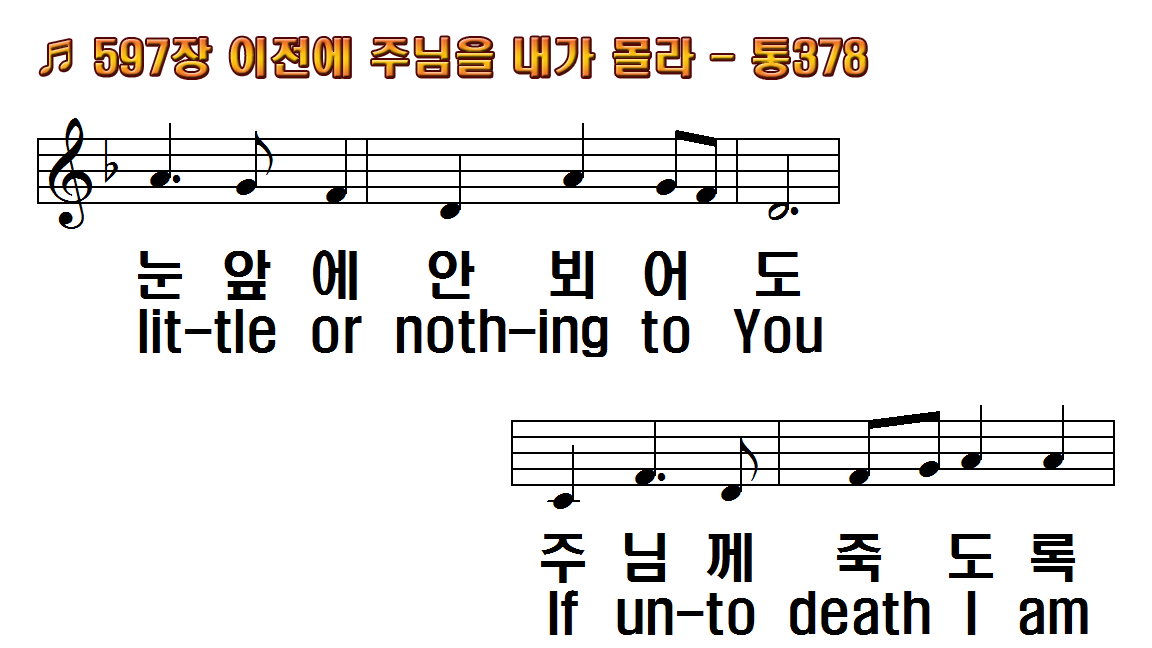 ♬ 597장 이전에 주님을 내가 몰라 - 통378
눈 앞 에 안 뵈 어 도
lit-tle or noth-ing to You
주 님 께 죽 도 록
If un-to death I am